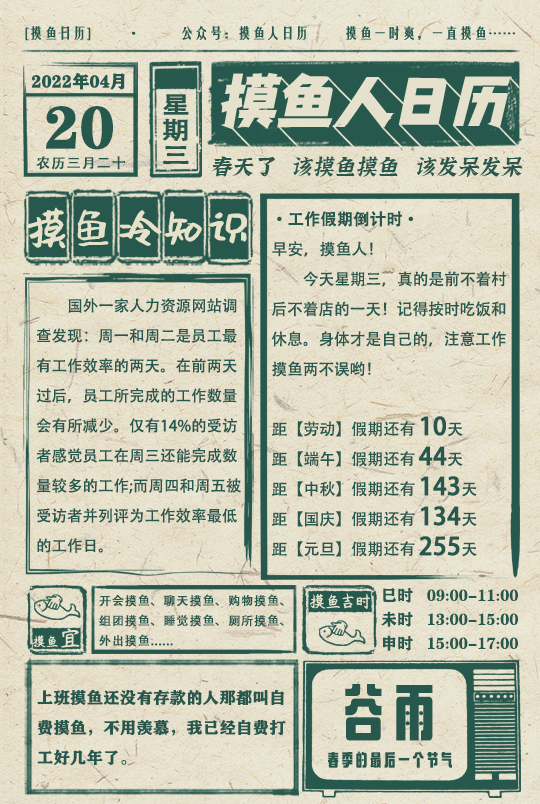 [摸鱼日历] · 公众号：摸鱼人日历 摸鱼一时爽，一直摸鱼……
2022年04月
20
农历三月二十
星期三
摸鱼人日历
春天了 该摸鱼摸鱼 该发呆发呆
摸鱼冷知识
国外一家人力资源网站调
查发现：周一和周二是员工最
有工作效率的两天。在前两天
过后，员工所完成的工作数量
会有所减少。仅有14%的受访
者感觉员工在周三还能完成数
量较多的工作;而周四和周五被
受访者并列评为工作效率最低
的工作日。
·工作假期倒计时·
早安，摸鱼人！
今天星期三，真的是前不着村
后不着店的一天！记得按时吃饭和
休息。身体才是自己的，注意工作
摸鱼两不误哟！
距【劳动】假期还有10天
距【端午】假期还有44天
距【中秋】假期还有143天
距【国庆】假期还有134天
距【元旦】假期还有255天
摸鱼宜
开会摸鱼、聊天摸鱼、购物摸鱼、
组团摸鱼、睡觉摸鱼、厕所摸鱼、
外出摸鱼……
摸鱼吉时
巳时 09:00-11:00
未时 13:00-15:00
申时 15:00-17:00
上班摸鱼还没有存款的人那都叫自
费摸鱼，不用羡慕，我已经自费打
工好几年了。
谷雨
春季的最后一个节气